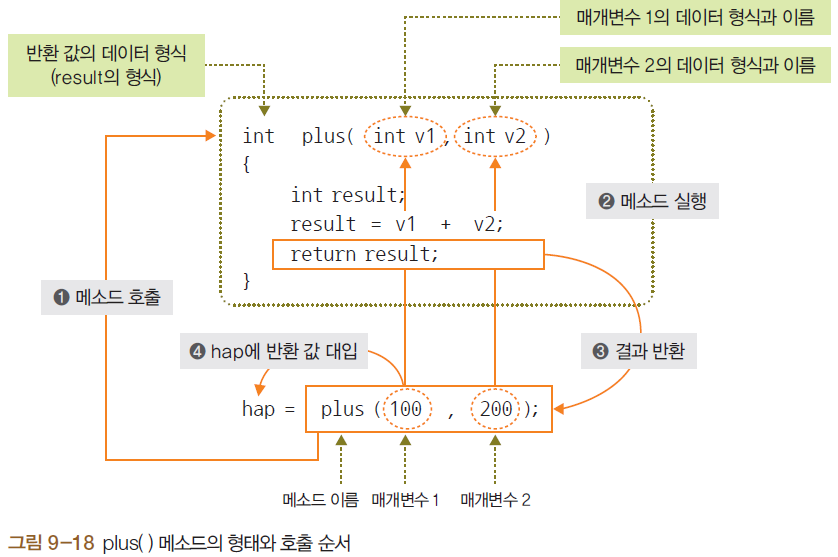 매개변수 1의 데이터 형식과 이름
반환 값의 데이터 형식
(result의 형식)
매개변수 2의 데이터 형식과 이름
int plus( int v1 , int v2 )
{
int result;
❷ 메소드 실행
result = v1 + v2;
return result;
}
❶ 메소드 호출
❹ hap에 반환 값 대입
❸ 결과 반환
hap = plus ( 100 , 200 );
메소드 이름 매개변수 1 매개변수 2
그림 9-18 plus( ) 메소드의 형태와 호출 순서